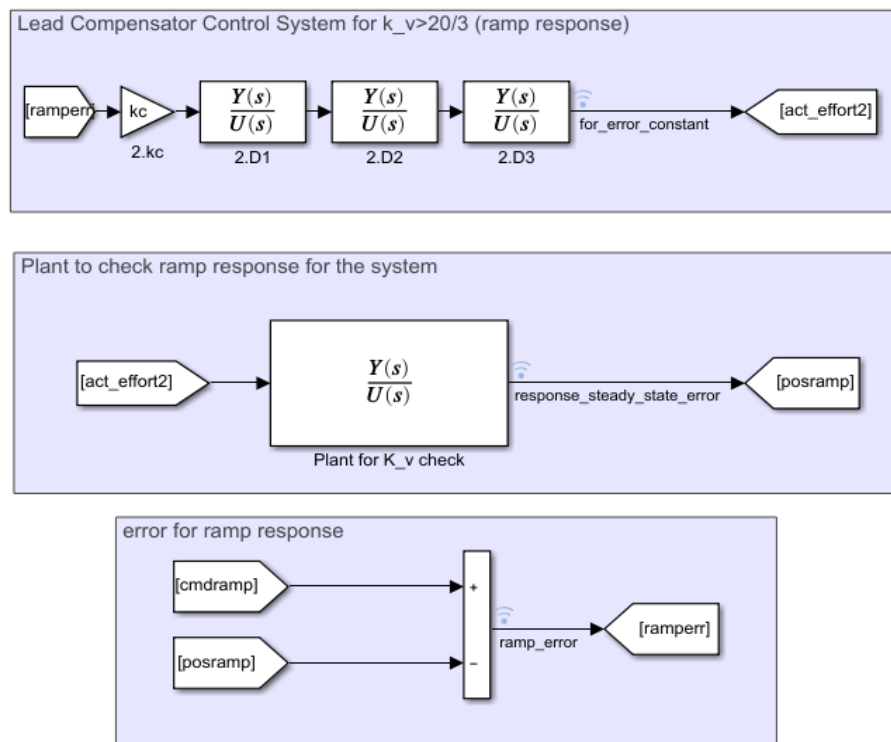 Lead Compensator Control System for k_v>20/3 (ramp response)
[ramperr]
kc
2.kc
Y(s)
U(s)
2.D1
Y(s)
U(s)
2.D2
Y(s)
U(s)
2.D3
for_error_constant
[act_effort2]
Plant to check ramp response for the system
[act_effort2]
Y(s)
U(s)
Plant for K_v check
response_steady_state_error
[posramp]
error for ramp response
[cmdramp]
[posramp]
+
−
ramp_error
[ramperr]